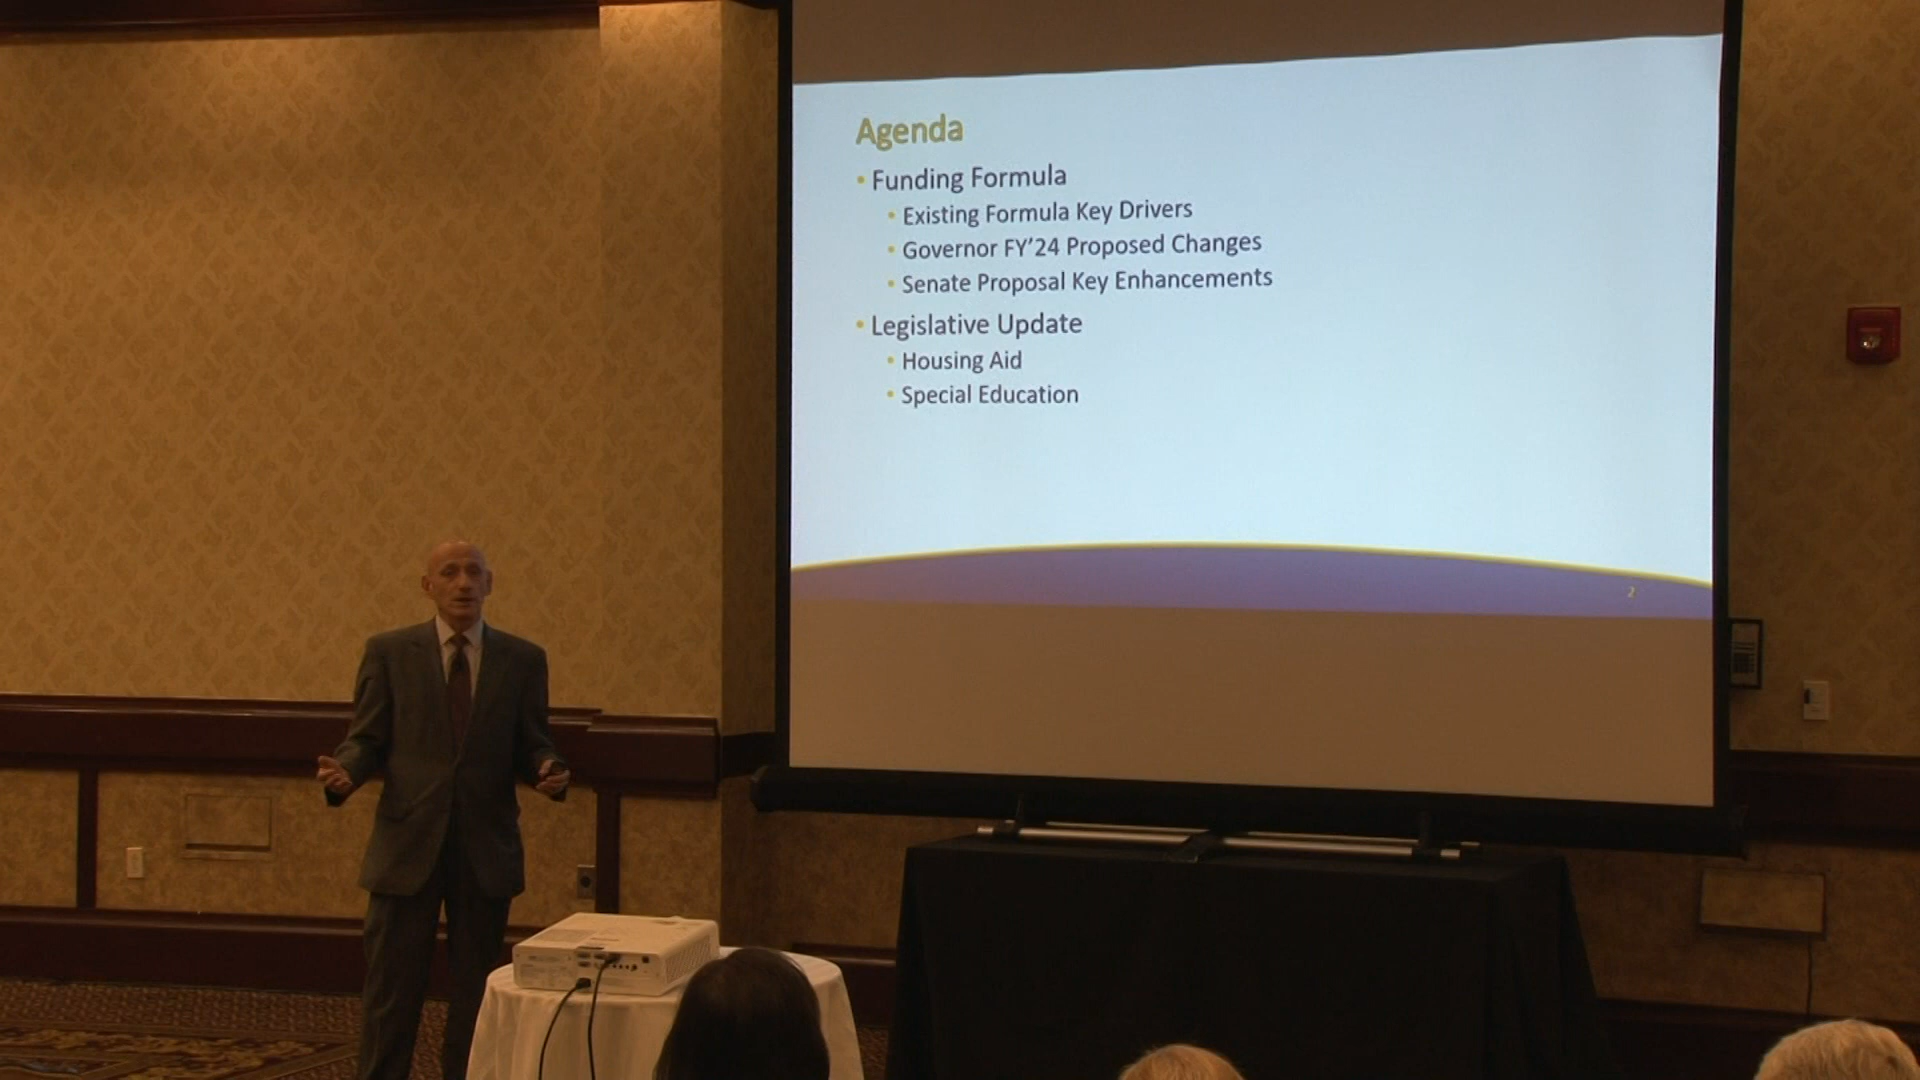 Agenda
• Funding Formula
• Existing Formula Key Drivers
• Governor FY'24 Proposed Changes
• Senate Proposal Key Enhancements
• Legislative Update
• Housing Aid
• Special Education
2